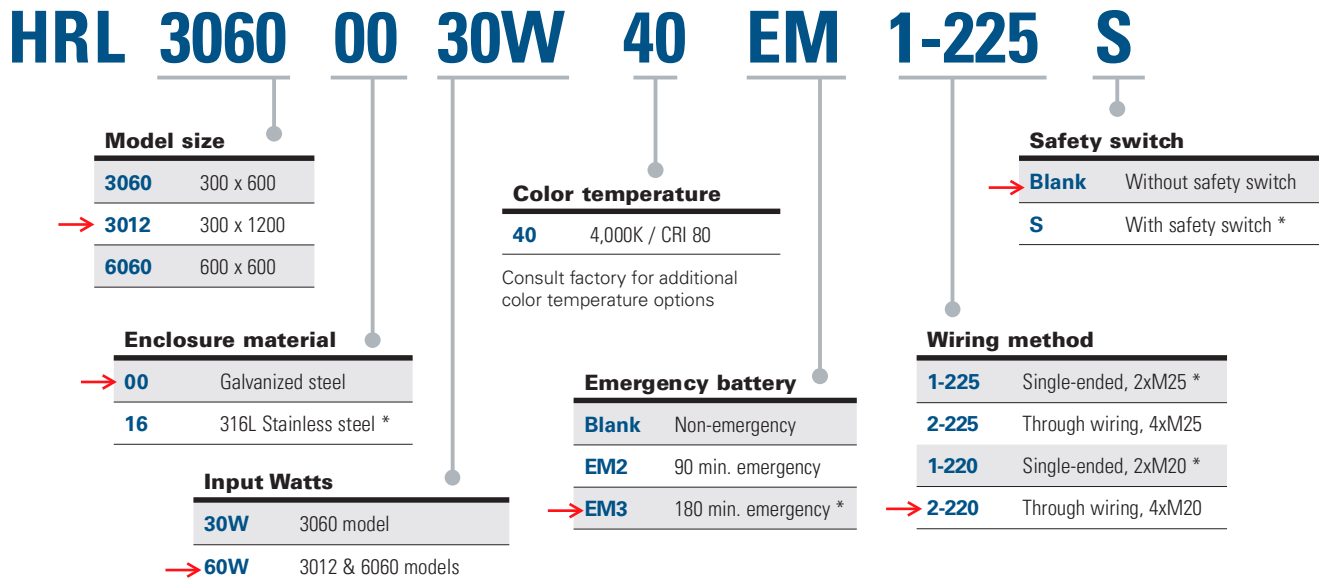 HRL 3060 00 30W 40 EM 1-225 S
Model size
3060 300 x 600
3012 300 x 1200
6060 600 x 600
Enclosure material
00 Galvanized steel
16 316L Stainless steel *
Input Watts
30W 3060 model
60W 3012 & 6060 models
Color temperature
40 4,000K / CRI 80
Consult factory for additional
color temperature options
Emergency battery
Blank Non-emergency
EM2 90 min. emergency
EM3 180 min. emergency *
Safety switch
Blank Without safety switch
S With safety switch *
Wiring method
1-225 Single-ended, 2xM25 *
2-225 Through wiring, 4xM25
1-220 Single-ended, 2xM20 *
2-220 Through wiring, 4xM20